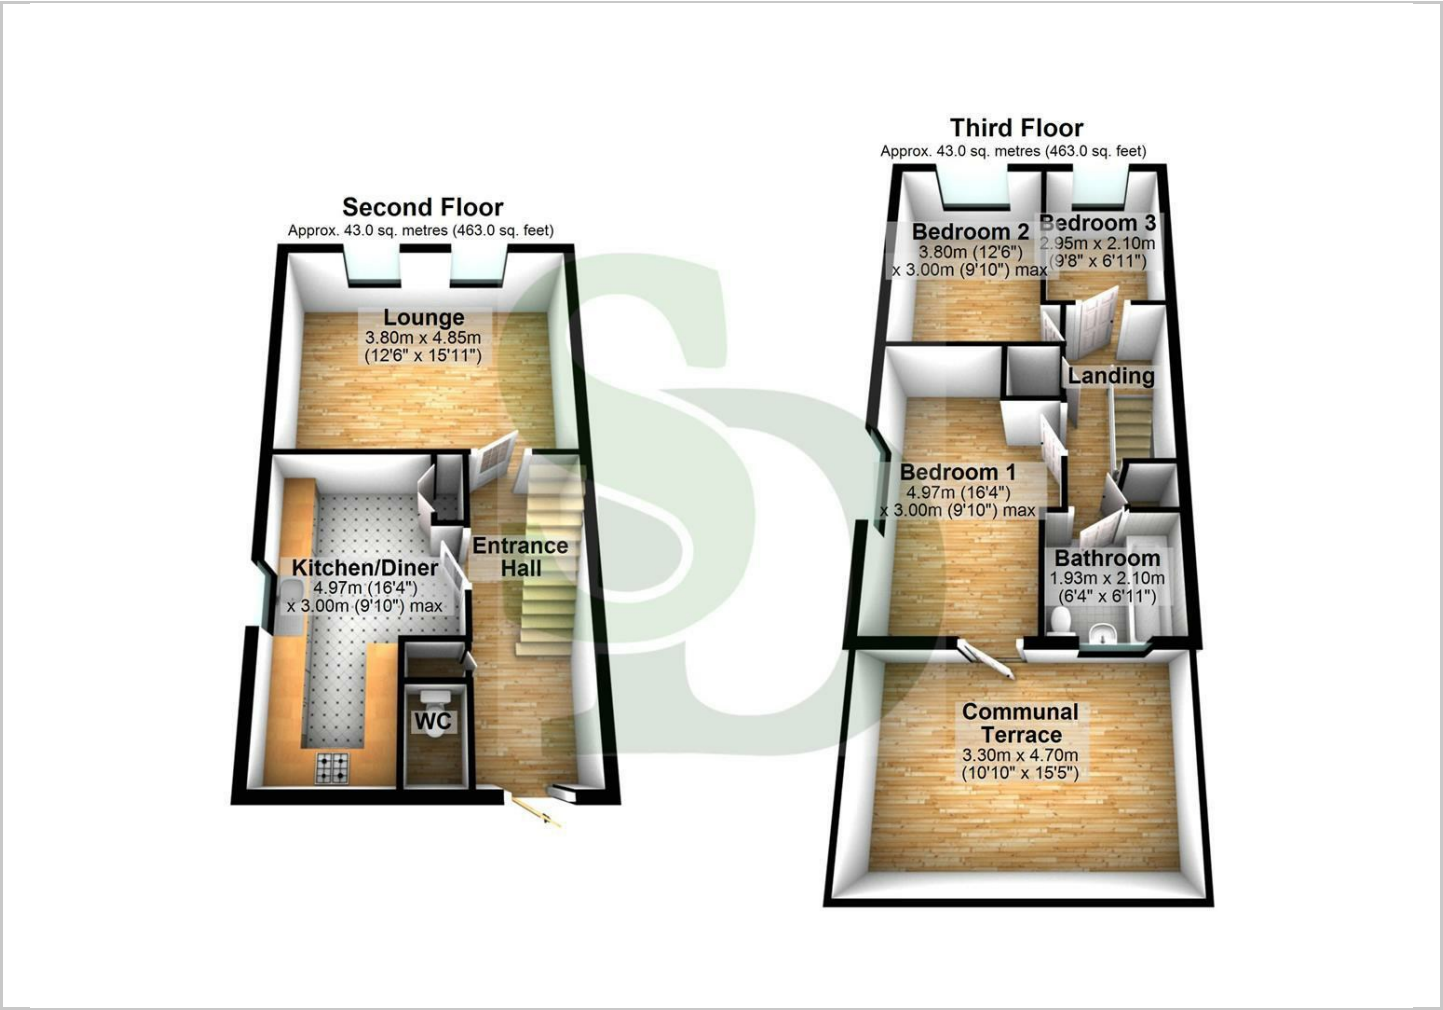 Second Floor
Approx. 43.0 sq. metres (463.0 sq. feet)
Lounge
3.80m x 4.85m
(12'6" x 15'11")
Kitchen/Diner
4.97m (16'4")
x 3.00m (9'10") max
Entrance
Hall
WC
Third Floor
Approx. 43.0 sq. metres (463.0 sq. feet)
Bedroom 2
3.80m (12'6")
x 3.00m (9'10") max
Bedroom 3
2.95m x 2.10m
(9'8" x 6'11")
Landing
Bedroom 1
4.97m (16'4")
x 3.00m (9'10") max
Bathroom
1.93m x 2.10m
(6'4" x 6'11")
Communal
Terrace
3.30m x 4.70m
(10'10" x 15'5")
SD